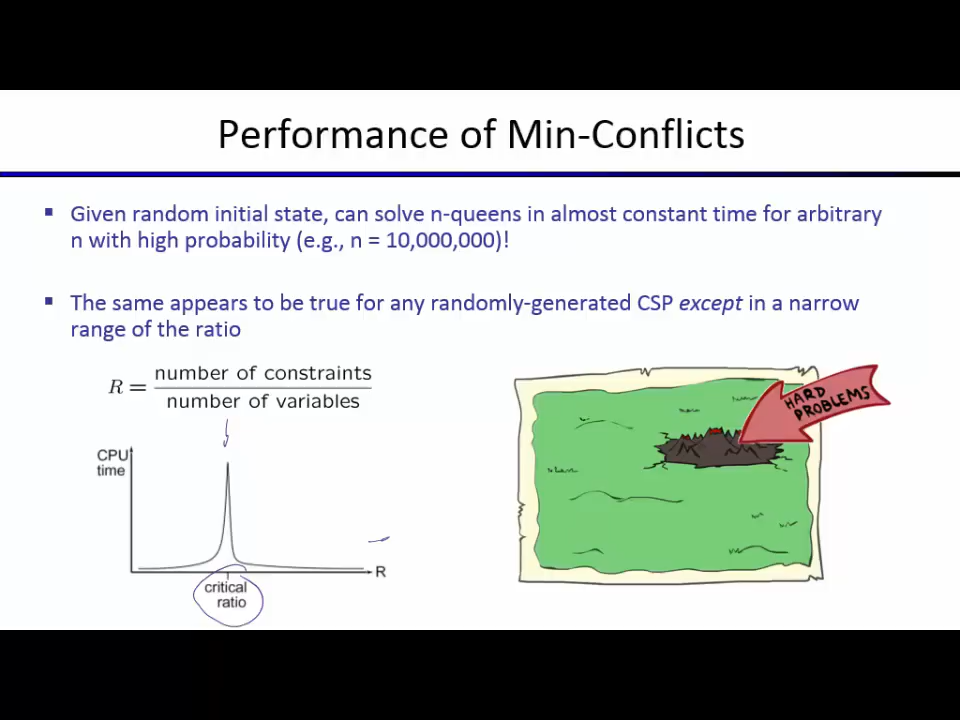 Performance of Min-Conflicts
▪ Given random initial state, can solve n-queens in almost constant time for arbitrary
n with high probability (e.g., n = 10,000,000)!
▪ The same appears to be true for any randomly-generated CSP except in a narrow
range of the ratio
R = number of constraints
number of variables
CPU
time
R
critical
ratio
HARD
PROBLEMS